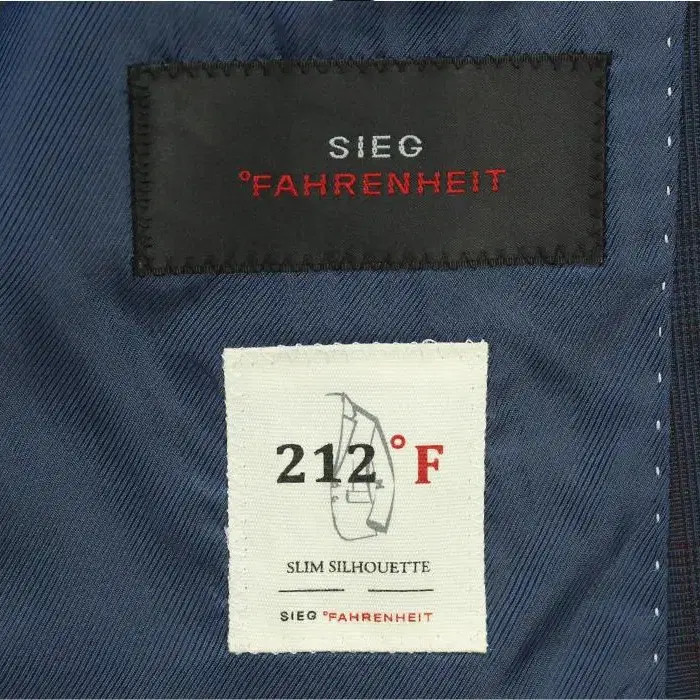 SIEG
°FAHRENHEIT
212°F
SLIM SILHOUETTE
SIEG °FAHRENHEIT